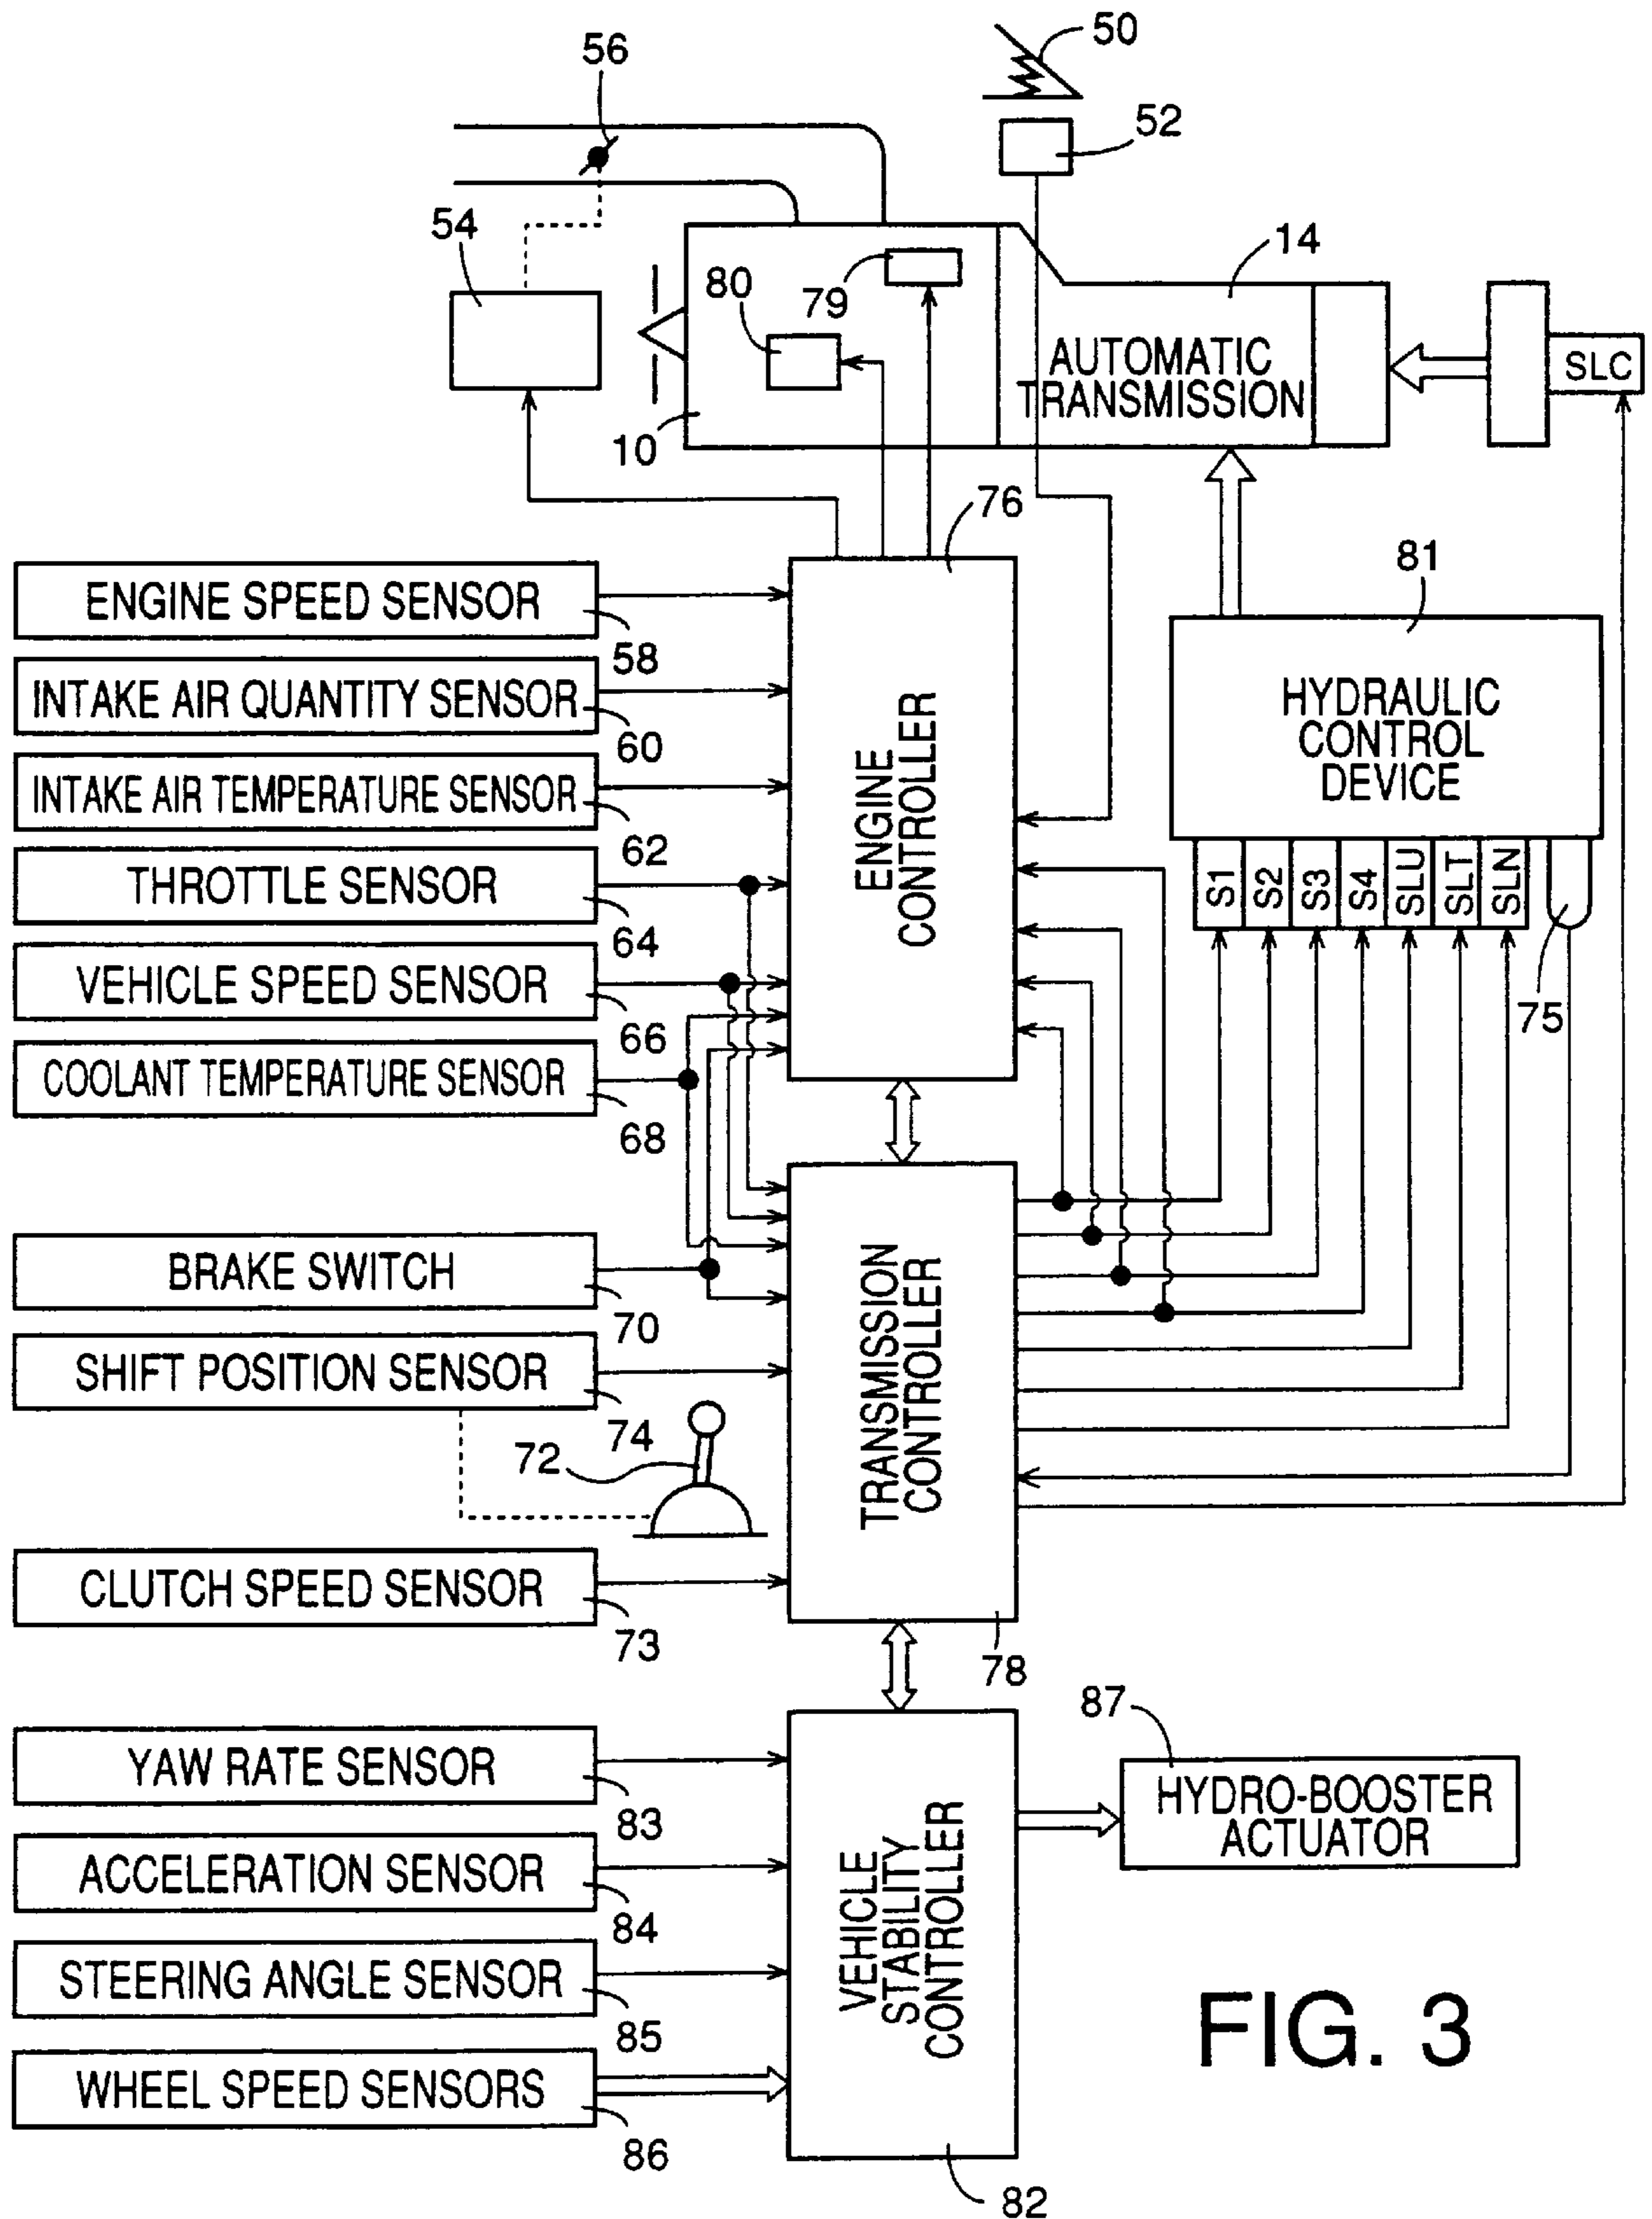 50
56
52
54
14
80
79
AUTOMATIC
TRANSMISSION
SLC
10
76
81
ENGINE SPEED SENSOR
58
INTAKE AIR QUANTITY SENSOR
60
INTAKE AIR TEMPERATURE SENSOR
62
THROTTLE SENSOR
64
VEHICLE SPEED SENSOR
66
COOLANT TEMPERATURE SENSOR
68
ENGINE
CONTROLLER
HYDRAULIC
CONTROL
DEVICE
S1
S2
S3
S4
SLU
SLT
SLN
75
BRAKE SWITCH
70
SHIFT POSITION SENSOR
74
72
CLUTCH SPEED SENSOR
73
TRANSMISSION
CONTROLLER
78
YAW RATE SENSOR
83
ACCELERATION SENSOR
84
STEERING ANGLE SENSOR
85
WHEEL SPEED SENSORS
86
VEHICLE
STABILITY
CONTROLLER
82
87
HYDRO-BOOSTER
ACTUATOR
FIG. 3